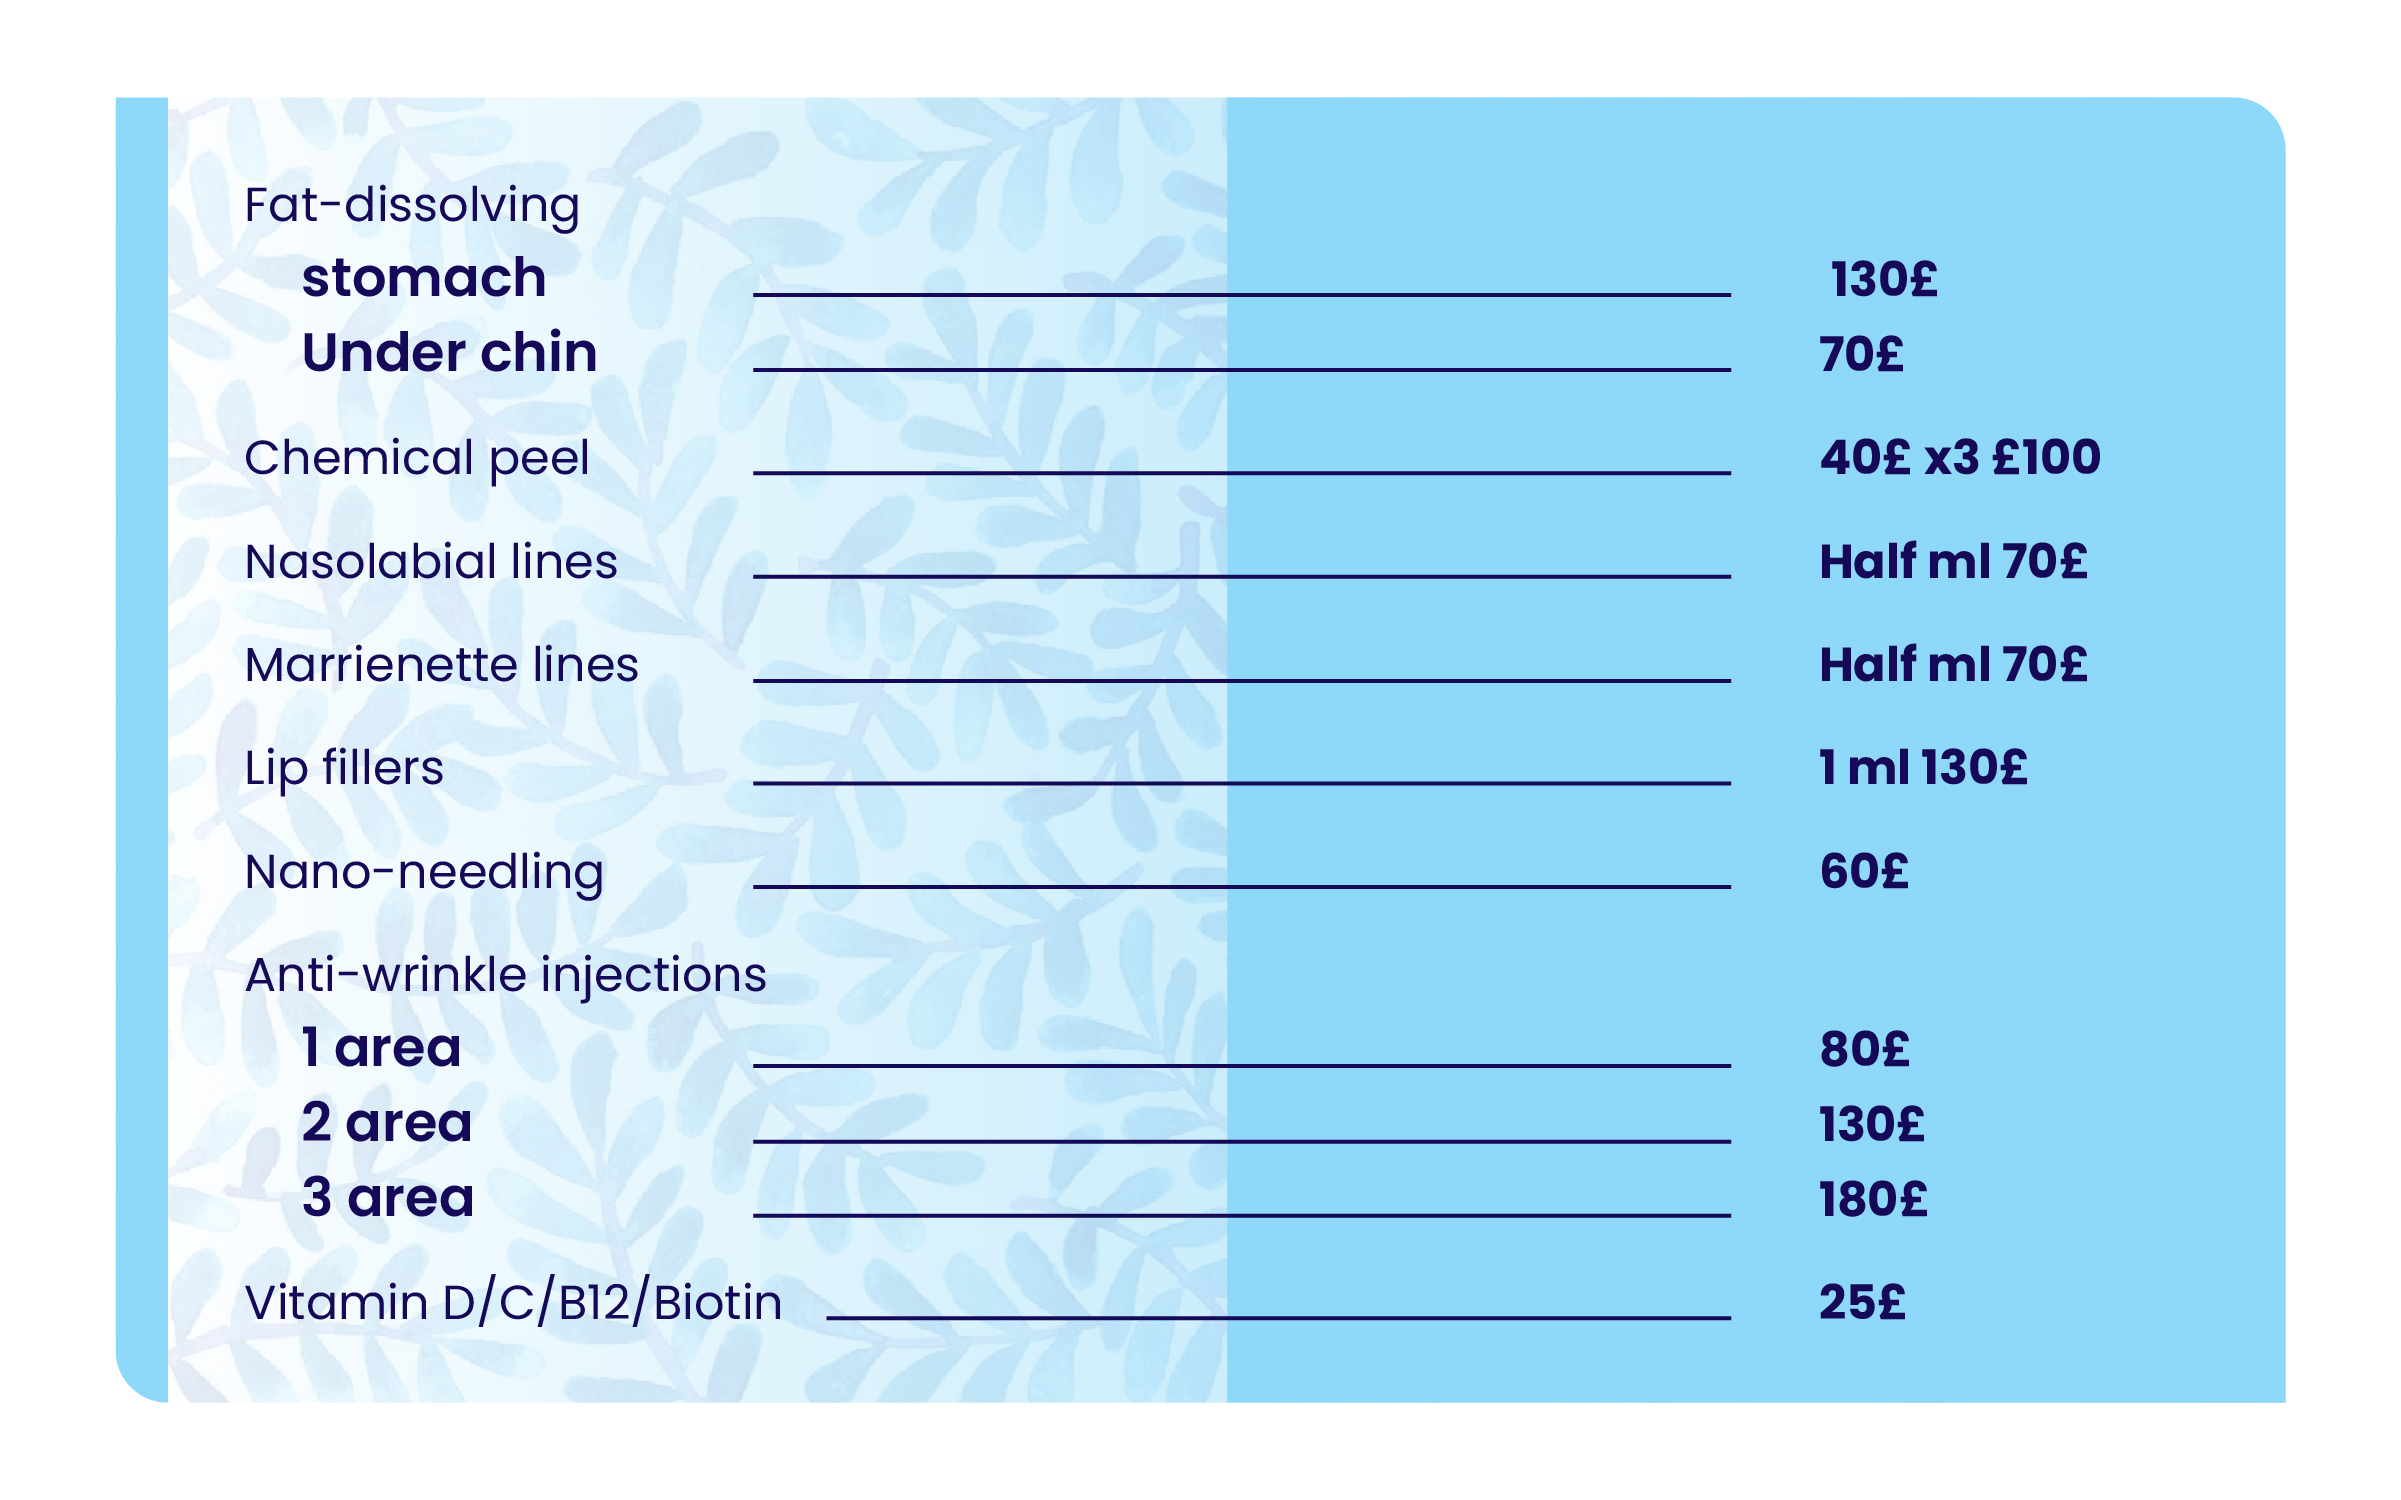 Fat-dissolving
stomach 130£
Under chin 70£
Chemical peel 40£ x3 £100
Nasolabial lines Half ml 70£
Marrienette lines Half ml 70£
Lip fillers 1 ml 130£
Nano-needling 60£
Anti-wrinkle injections
1 area 80£
2 area 130£
3 area 180£
Vitamin D/C/B12/Biotin 25£